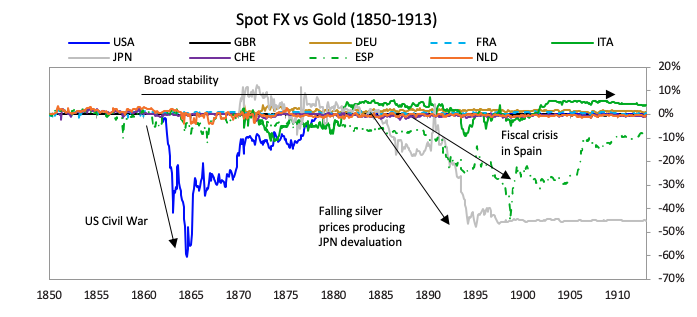 Spot FX vs Gold (1850-1913)
USA GBR DEU FRA ITA
JPN CHE ESP NLD
20%
Broad stability
10%
0%
Fiscal crisis
in Spain
-10%
-20%
-30%
US Civil War
Falling silver
prices producing
JPN devaluation
-40%
-50%
-60%
-70%
1850 1855 1860 1865 1870 1875 1880 1885 1890 1895 1900 1905 1910